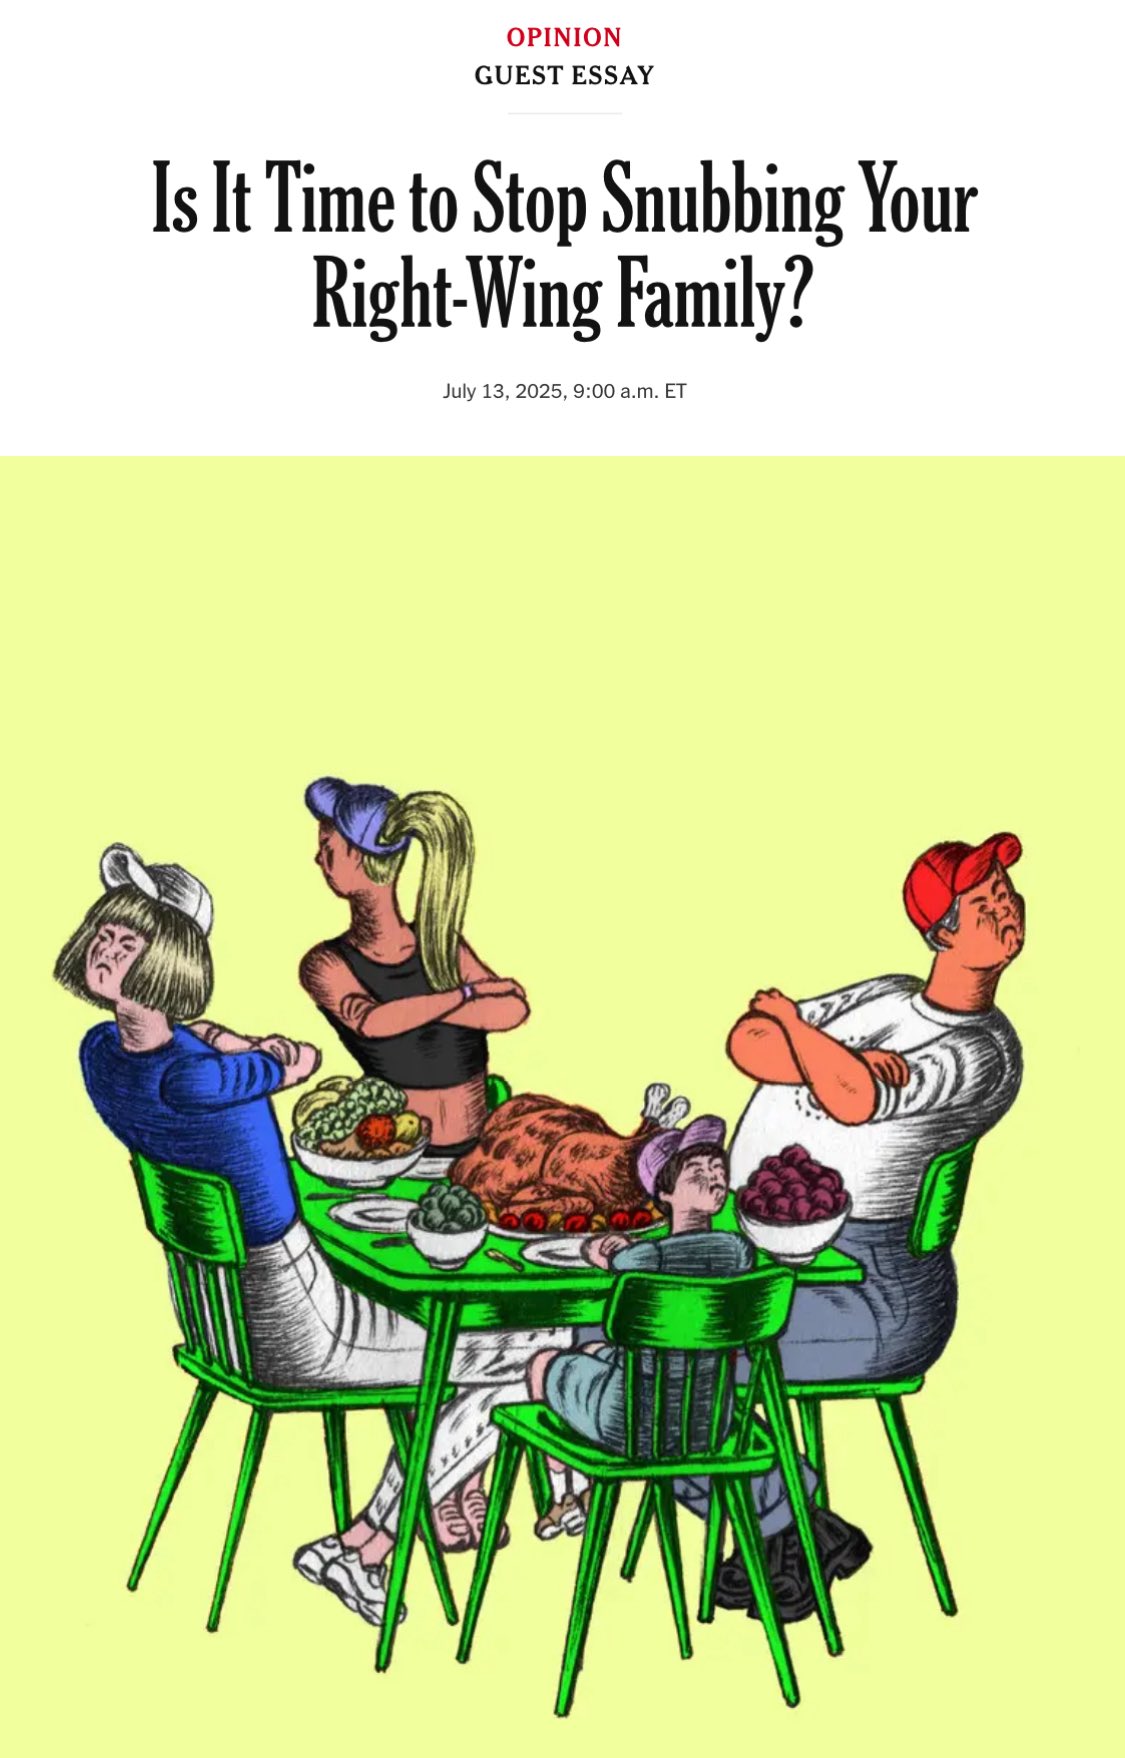 OPINION
GUEST ESSAY
Is It Time to Stop Snubbing Your
Right-Wing Family?
July 13, 2025, 9:00 a.m. ET